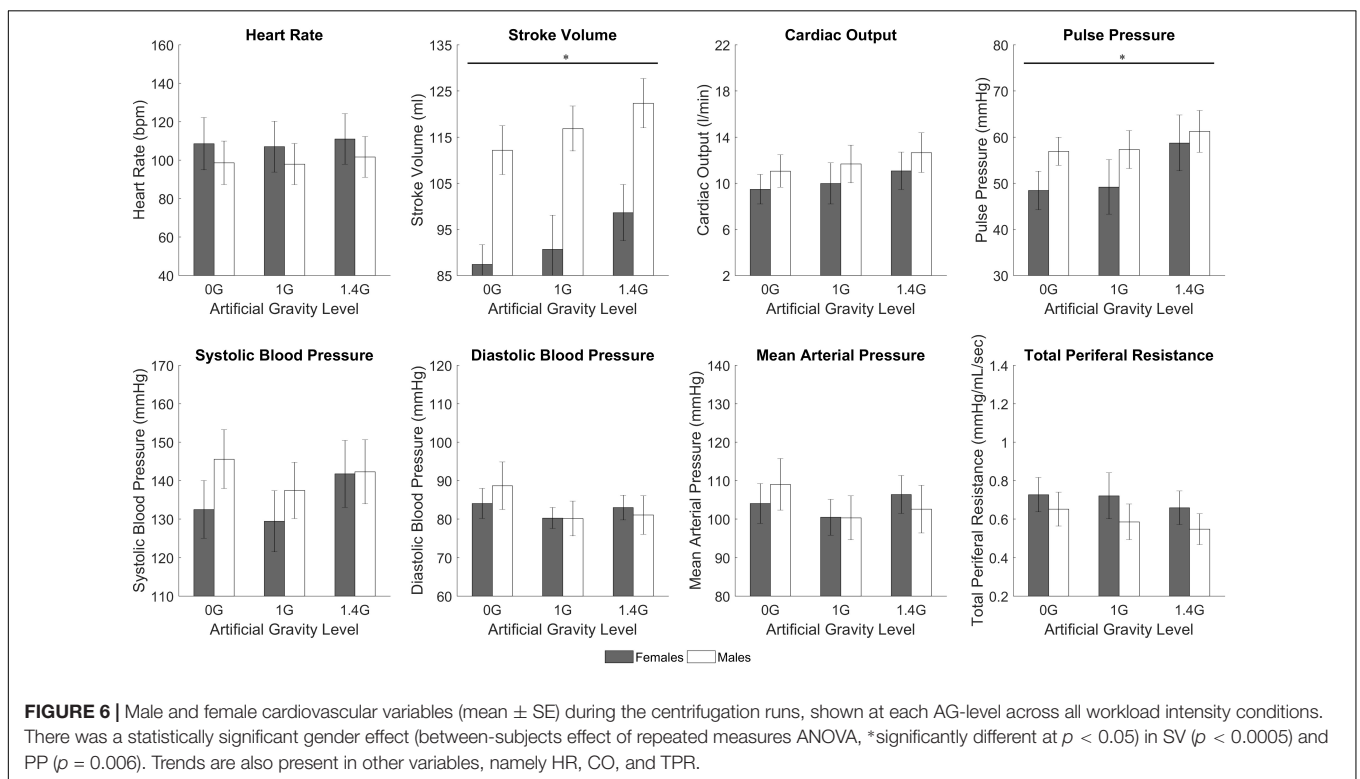 Heart Rate
160
140
120
100
80
60
40
Heart Rate (bpm)
0G 1G 1.4G
Artificial Gravity Level
Stroke Volume
*
135
125
115
105
95
85
Stroke Volume (ml)
0G 1G 1.4G
Artificial Gravity Level
Cardiac Output
22
18
14
10
6
2
Cardiac Output (l/min)
0G 1G 1.4G
Artificial Gravity Level
Pulse Pressure
*
80
70
60
50
40
30
Pulse Pressure (mmHg)
0G 1G 1.4G
Artificial Gravity Level
Systolic Blood Pressure
170
160
150
140
130
120
110
Systolic Blood Pressure (mmHg)
0G 1G 1.4G
Artificial Gravity Level
Diastolic Blood Pressure
120
110
100
90
80
70
60
Diastolic Blood Pressure (mmHg)
0G 1G 1.4G
Artificial Gravity Level
Mean Arterial Pressure
140
130
120
110
100
90
80
Mean Arterial Pressure (mmHg)
0G 1G 1.4G
Artificial Gravity Level
Total Periferal Resistance
1.4
1.2
1
0.8
0.6
0.4
0.2
Total Periferal Resistance (mmHg/mL/sec)
0G 1G 1.4G
Artificial Gravity Level
Females Males
FIGURE 6 | Male and female cardiovascular variables (mean ± SE) during the centrifugation runs, shown at each AG-level across all workload intensity conditions.
There was a statistically significant gender effect (between-subjects effect of repeated measures ANOVA, *significantly different at p < 0.05) in SV (p < 0.0005) and
PP (p = 0.006). Trends are also present in other variables, namely HR, CO, and TPR.